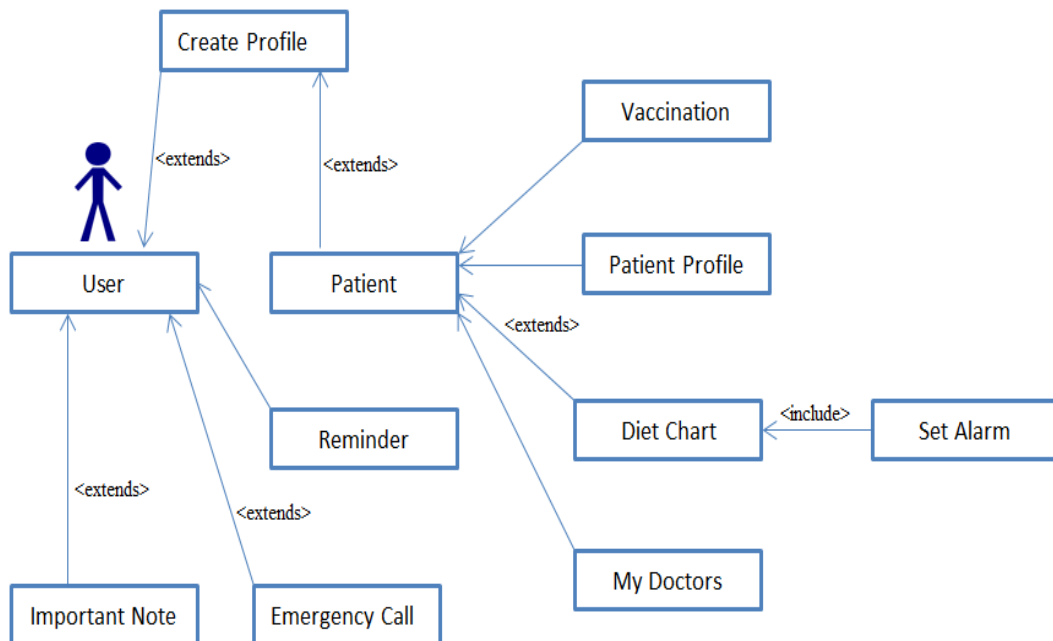 Create Profile
Vaccination
<extends>
<extends>
User
Patient
Patient Profile
<extends>
Reminder
Diet Chart
<include>
Set Alarm
<extends>
<extends>
Important Note
Emergency Call
My Doctors